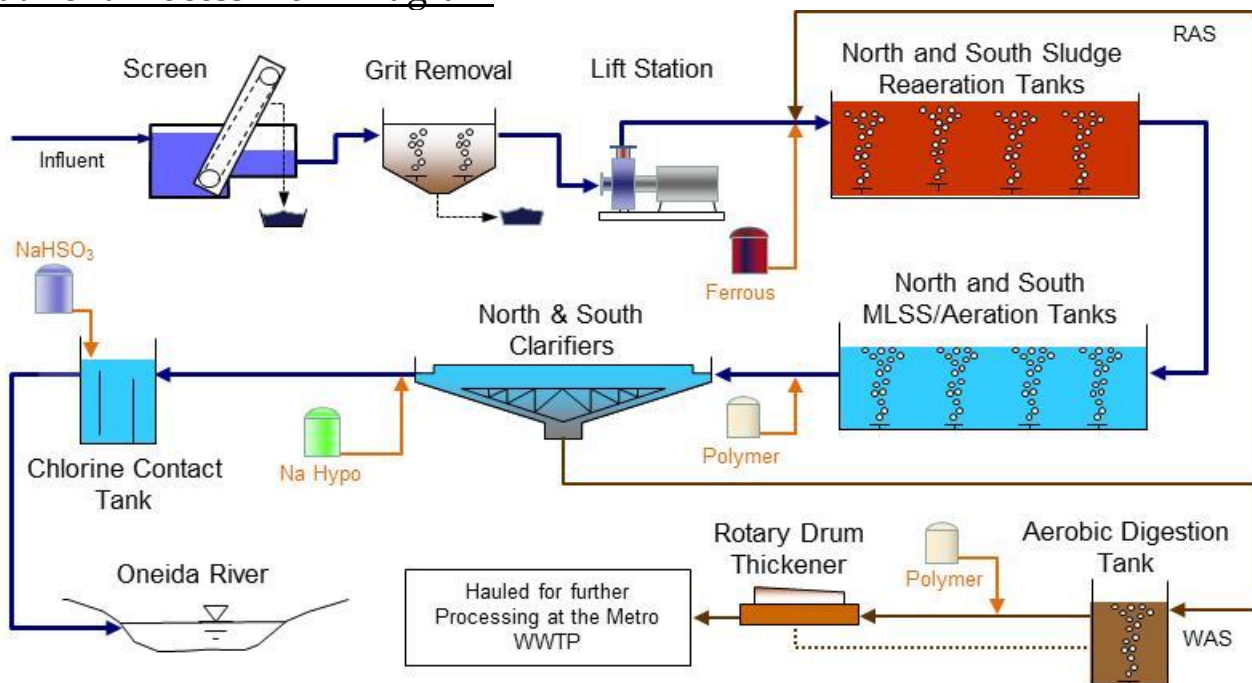 Screen
Grit Removal
Lift Station
RAS
North and South Sludge
Reaeration Tanks
Influent
NaHSO₃
Ferrous
North and South
MLSS/Aeration Tanks
North & South
Clarifiers
Polymer
Na Hypo
Chlorine Contact
Tank
Oneida River
Hauled for further
Processing at the Metro
WWTP
Rotary Drum
Thickener
Polymer
Aerobic Digestion
Tank
WAS